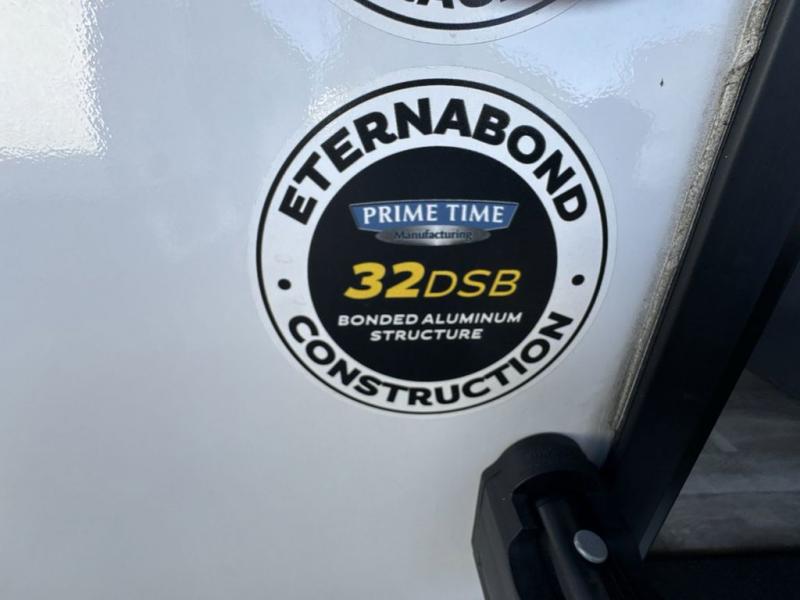 ETERNABOND
PRIME TIME
Manufacturing
32DSB
BONDED ALUMINUM
STRUCTURE
CONSTRUCTION